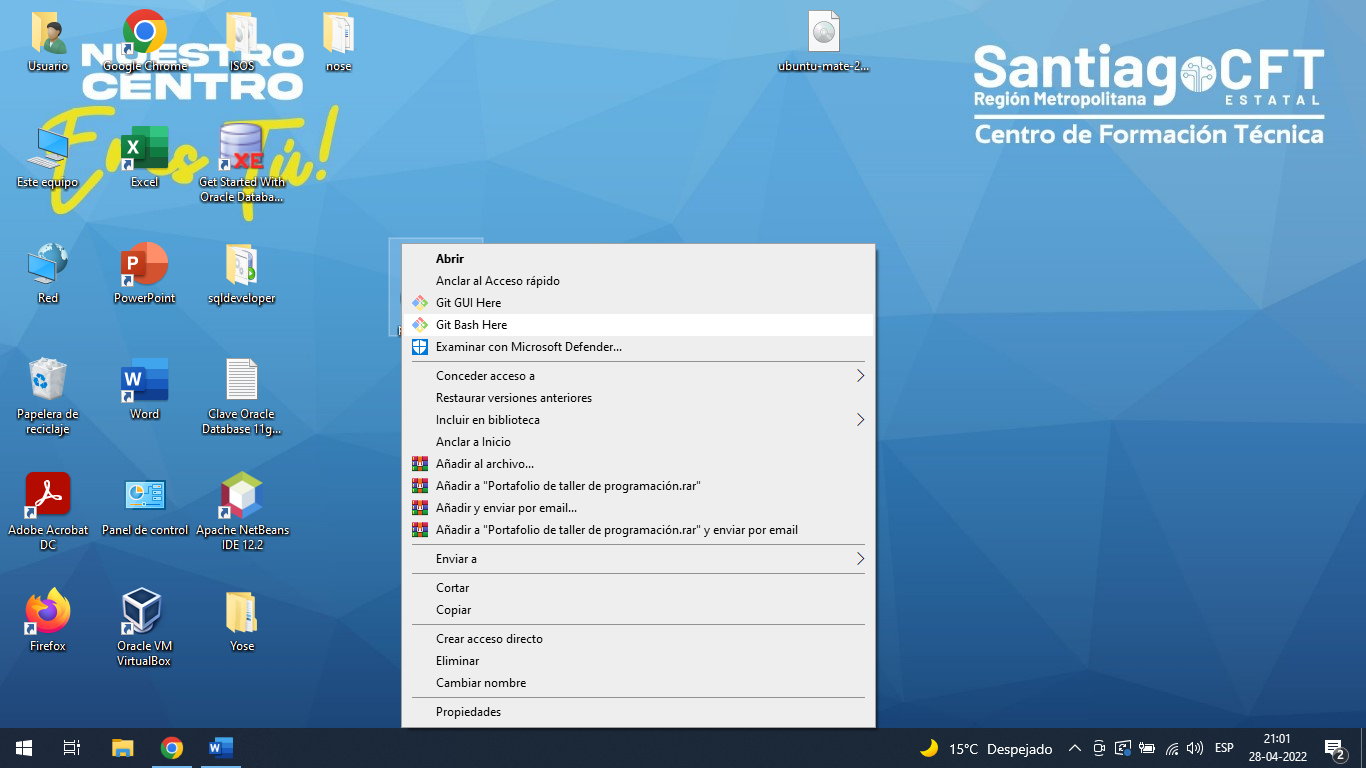 Usuario
Google Chrome
ISOS
nose
ubuntu-mate-2...
NUESTRO
CENTRO
Eres Tú!
Santiago CFT
Región Metropolitana
ESTATAL
Centro de Formación Técnica
Este equipo
Excel
XE
Get Started With
Oracle Databa...
Red
PowerPoint
sqldeveloper
Papelera de
reciclaje
Word
Clave Oracle
Database 11g...
Adobe Acrobat
DC
Panel de control
Apache NetBeans
IDE 12.2
Firefox
Oracle VM
VirtualBox
Yose
Abrir
Anclar al Acceso rápido
Git GUI Here
Git Bash Here
Examinar con Microsoft Defender...
Conceder acceso a
Restaurar versiones anteriores
Incluir en biblioteca
Anclar a Inicio
Añadir al archivo...
Añadir a "Portafolio de taller de programación.rar"
Añadir y enviar por email...
Añadir a "Portafolio de taller de programación.rar" y enviar por email
Enviar a
Cortar
Copiar
Crear acceso directo
Eliminar
Cambiar nombre
Propiedades
15°C Despejado
ESP
21:01
28-04-2022
2